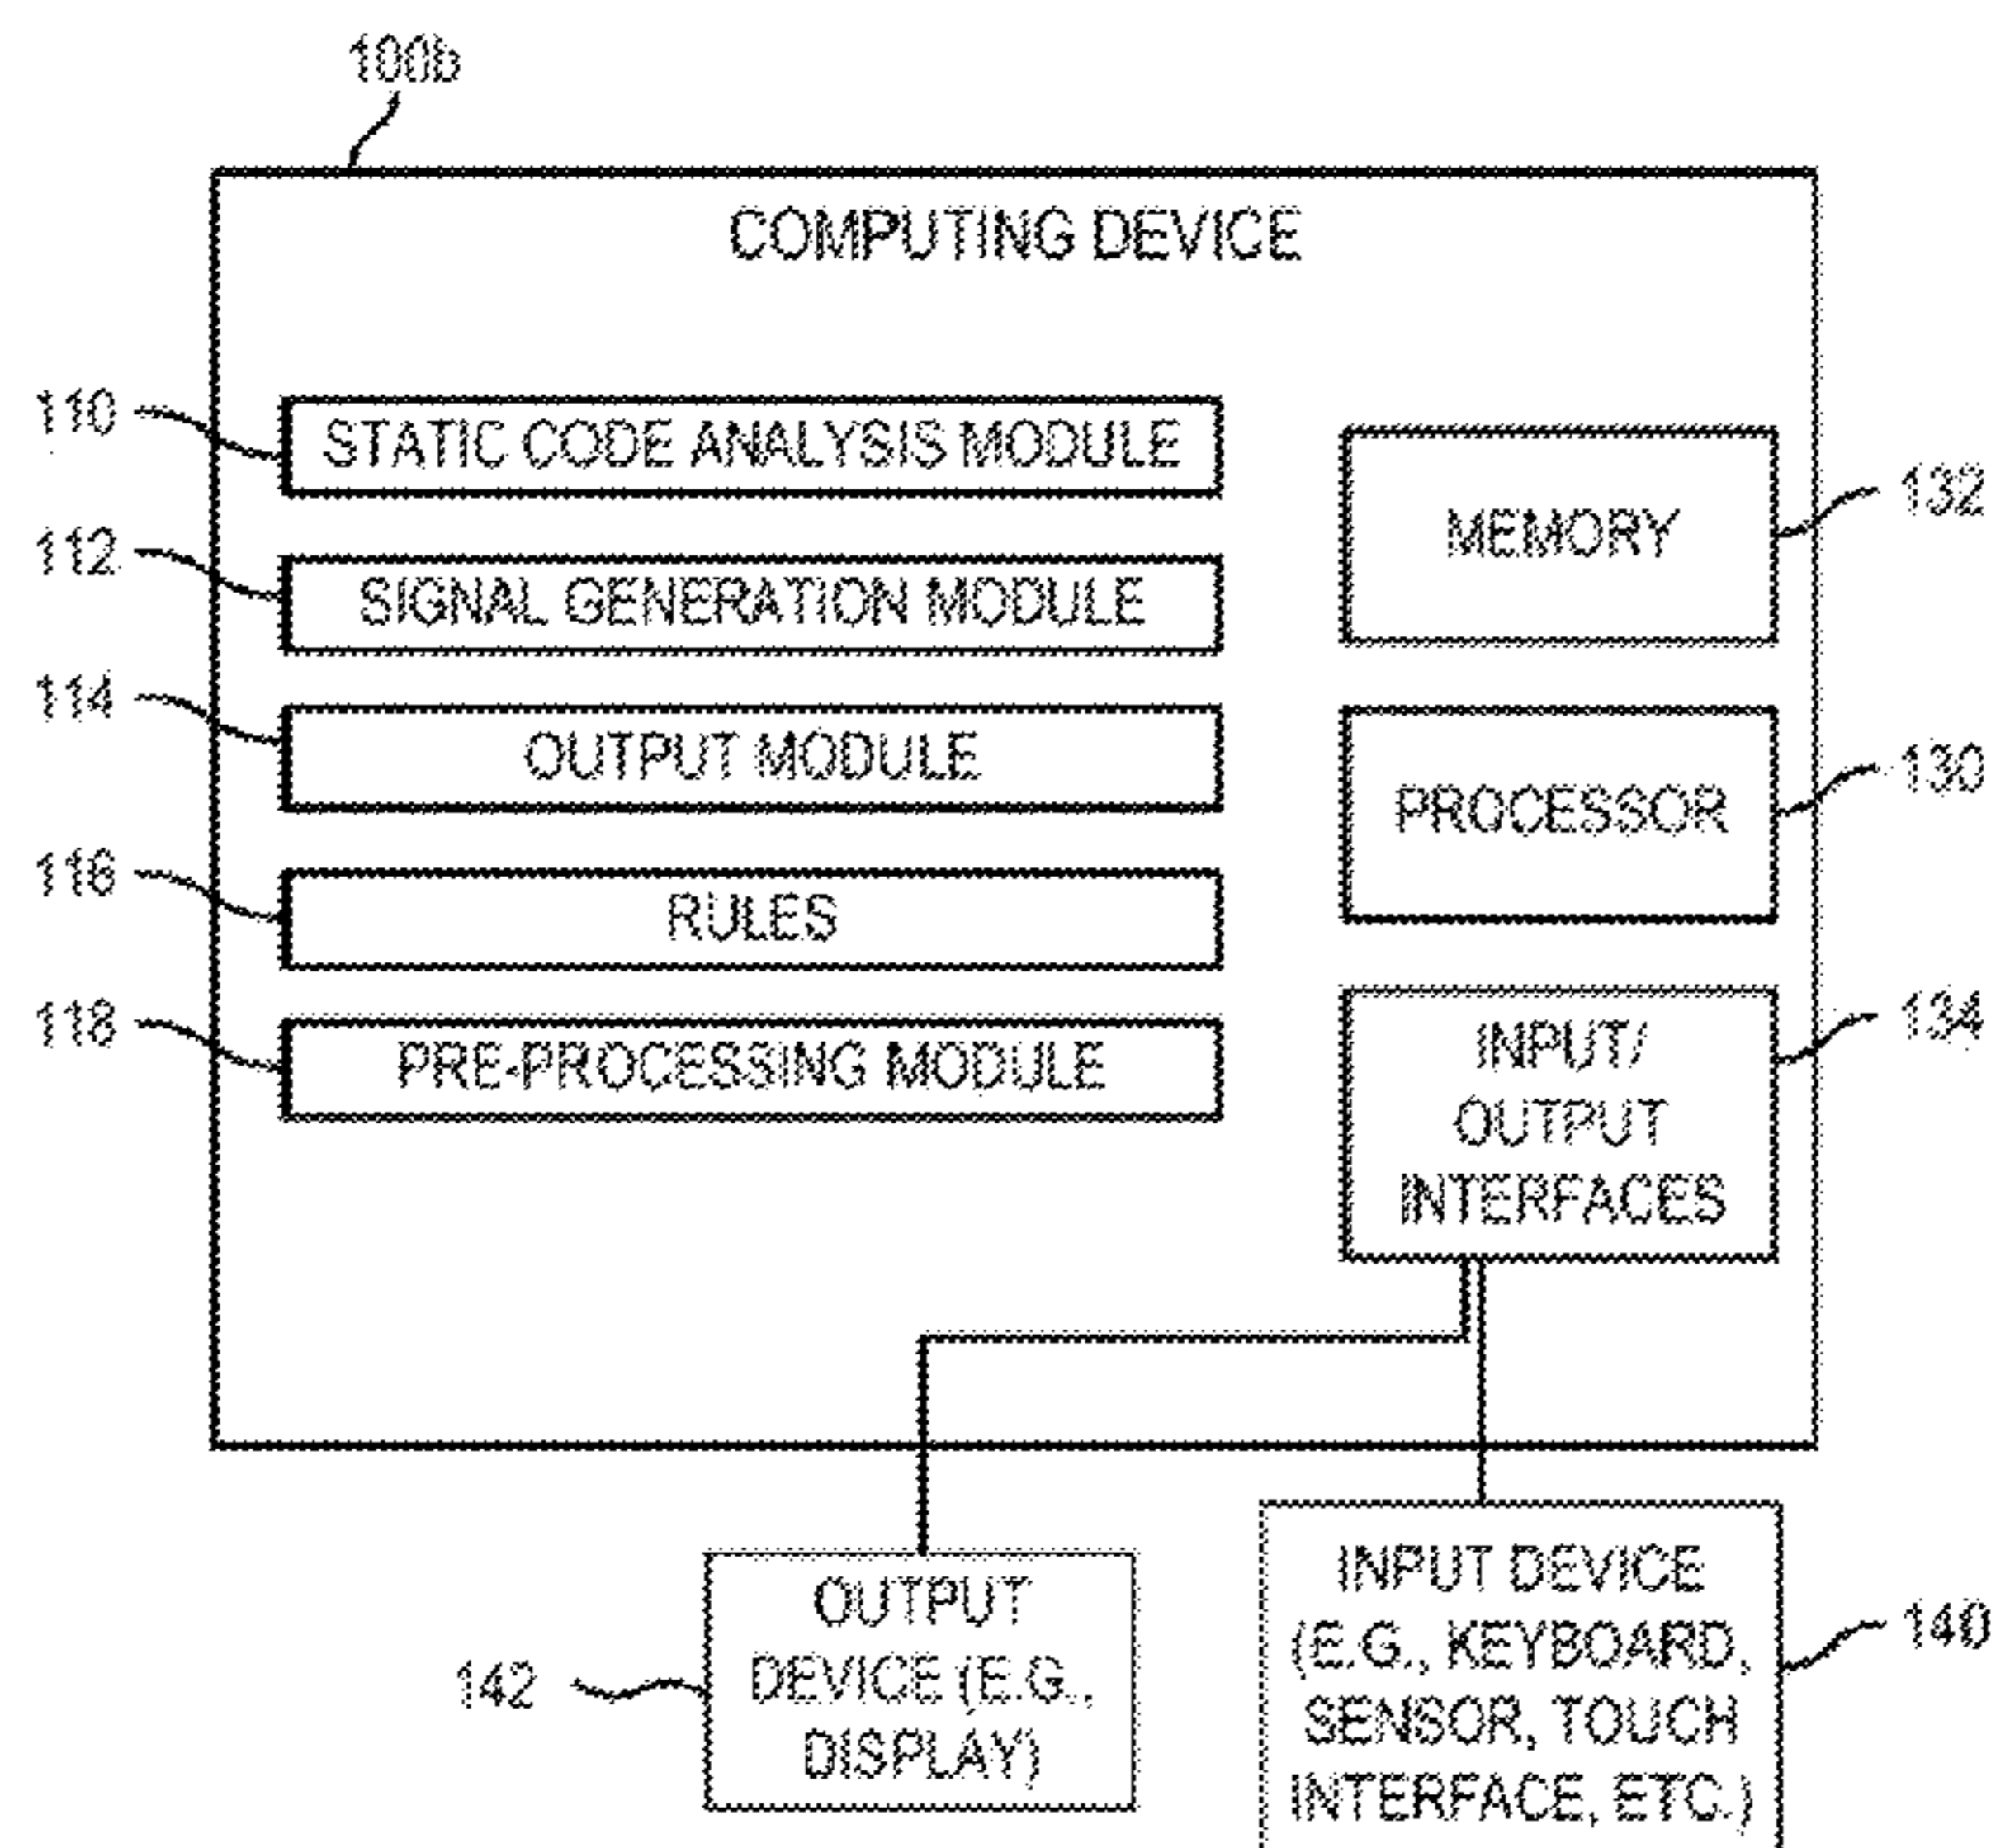 100b
COMPUTING DEVICE
110
STATIC CODE ANALYSIS MODULE
112
SIGNAL GENERATION MODULE
114
OUTPUT MODULE
116
RULES
118
PRE-PROCESSING MODULE
MEMORY
132
PROCESSOR
130
INPUT/
OUTPUT
INTERFACES
134
142
OUTPUT
DEVICE (E.G.,
DISPLAY)
INPUT DEVICE
(E.G., KEYBOARD,
SENSOR, TOUCH
INTERFACE, ETC.)
140